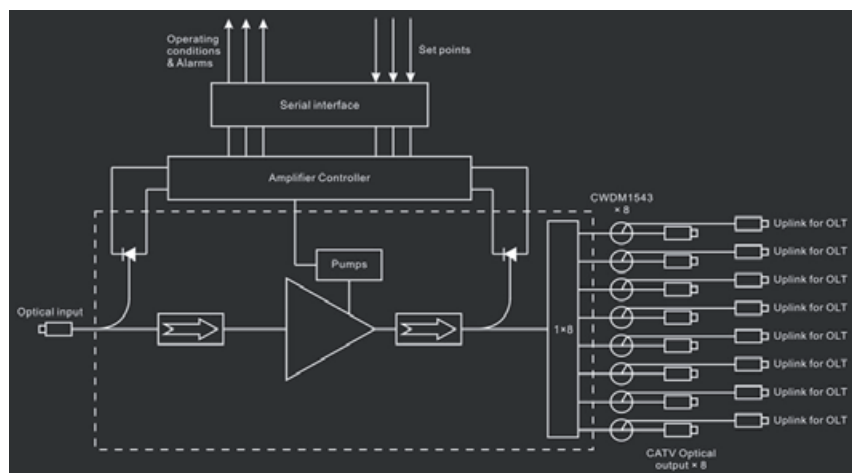 Operating
conditions
& Alarms
Set points
Serial interface
Amplifier Controller
CWDM1543
× 8
Uplink for OLT
Uplink for OLT
Pumps
Uplink for OLT
Optical input
Uplink for OLT
1×8
Uplink for OLT
Uplink for OLT
Uplink for OLT
Uplink for OLT
CATV Optical
output × 8